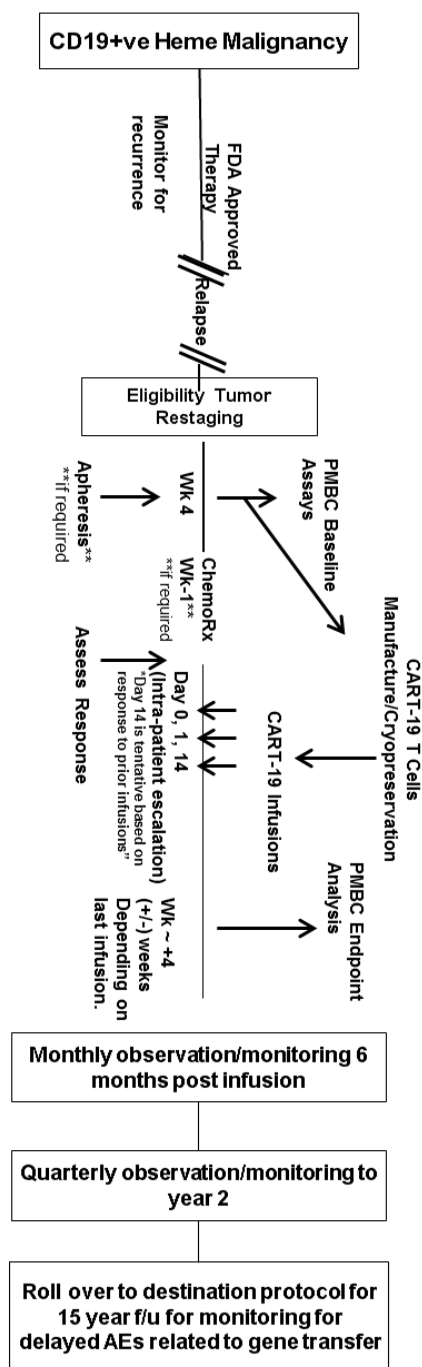 CD19+ve Heme Malignancy
FDA Approved
Therapy
Monitor for
recurrence
Relapse
Eligibility Tumor
Restaging
PMBC Baseline
Assays
Wk 4
Apheresis**
**if required
CART-19 T Cells
Manufacture/Cryopreservation
ChemoRx
Wk-1**
**if required
CART-19 Infusions
Day 0, 1, 14
(Intra-patient escalation)
*Day 14 is tentative based on
response to prior infusions”
Assess Response
PMBC Endpoint
Analysis
Wk ~ +4
(+/-) weeks
Depending on
last infusion.
Monthly observation/monitoring 6
months post infusion
Quarterly observation/monitoring to
year 2
Roll over to destination protocol for
15 year f/u for monitoring for
delayed AEs related to gene transfer